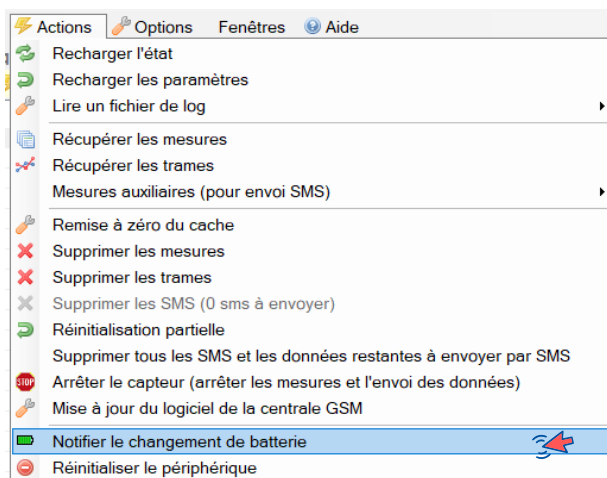 Actions Options Fenêtres Aide
Recharger l'état
Recharger les paramètres
Lire un fichier de log
Récupérer les mesures
Récupérer les trames
Mesures auxiliaires (pour envoi SMS)
Remise à zéro du cache
Supprimer les mesures
Supprimer les trames
Supprimer les SMS (0 sms à envoyer)
Réinitialisation partielle
Supprimer tous les SMS et les données restantes à envoyer par SMS
STOP Arrêter le capteur (arrêter les mesures et l'envoi des données)
Mise à jour du logiciel de la centrale GSM
Notifier le changement de batterie
Réinitialiser le périphérique